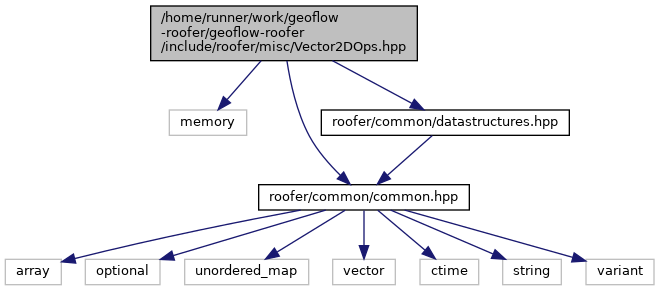 /home/runner/work/geoflow
-roofer/geoflow-roofer
/include/roofer/misc/Vector2DOps.hpp
memory
roofer/common/datastructures.hpp
roofer/common/common.hpp
array
optional
unordered_map
vector
ctime
string
variant